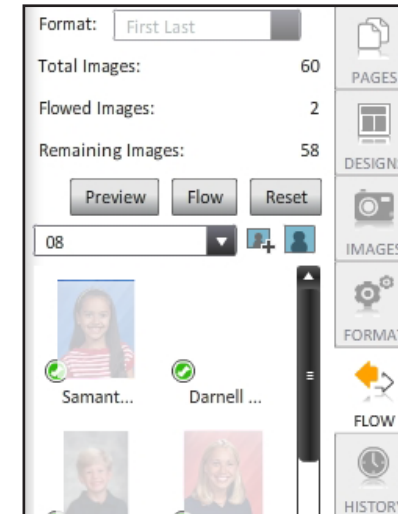 Format: First Last
Total Images: 60
Flowed Images: 2
Remaining Images: 58
Preview Flow Reset
08
Samant... Darnell ...
PAGES
DESIGN
IMAGES
FORMAT
FLOW
HISTORY